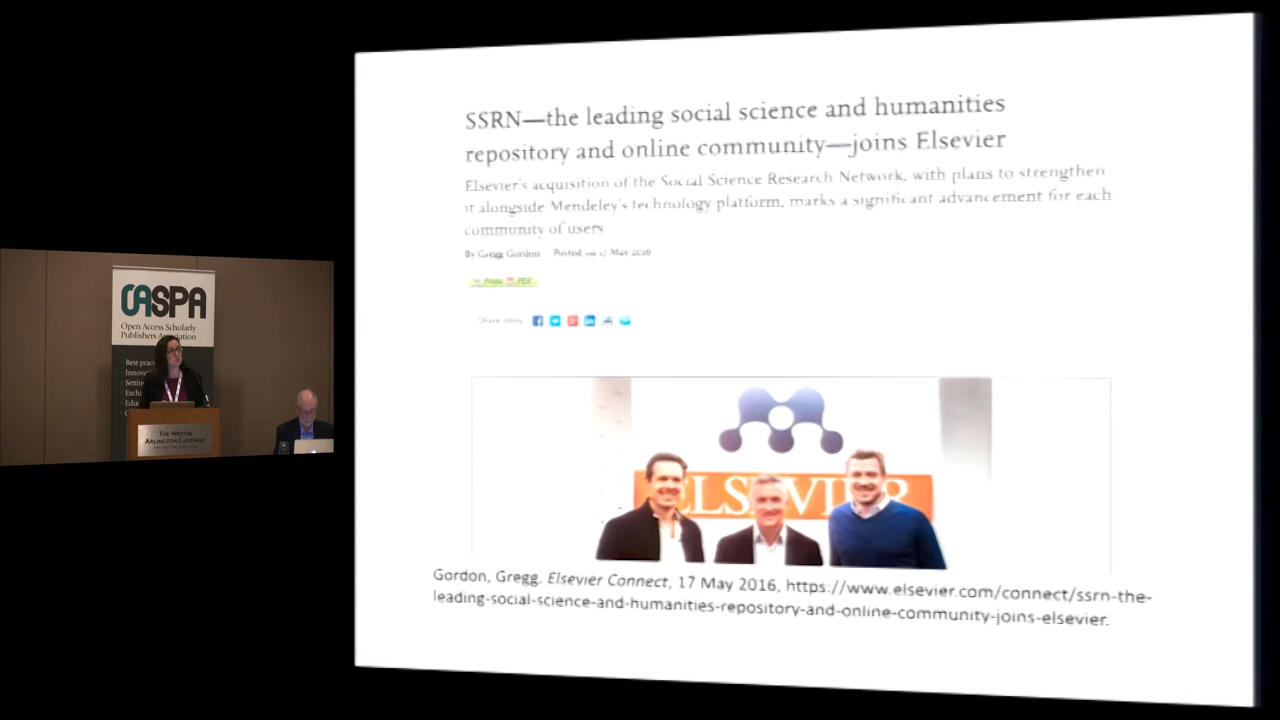 SSRN—the leading social science and humanities
repository and online community—joins Elsevier
Elsevier's acquisition of the Social Science Research Network, with plans to strengthen
it alongside Mendeley's technology platform, marks a significant advancement for each
community of users
By Gregg Gordon Posted on 17 May 2016
Print PDF
Share story
ELSEVIER
Gordon, Gregg. Elsevier Connect, 17 May 2016, https://www.elsevier.com/connect/ssrn-the-
leading-social-science-and-humanities-repository-and-online-community-joins-elsevier.
OASPA
Open Access Scholarly
Publishers Association
Best
THE WESTIN
ARLINGTON GATEWAY